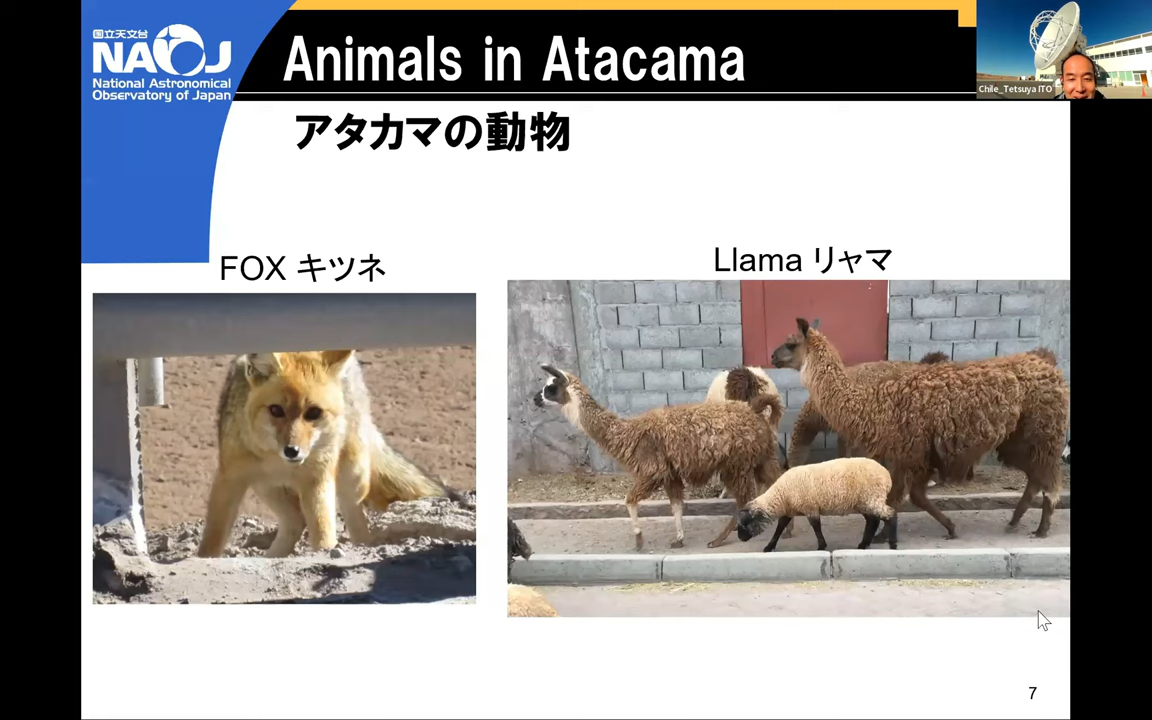 国立天文台
NAOJ
National Astronomical
Observatory of Japan
Animals in Atacama
Chile_Tetsuya ITO
アタカマの動物
FOX キツネ
Llama リャマ
7